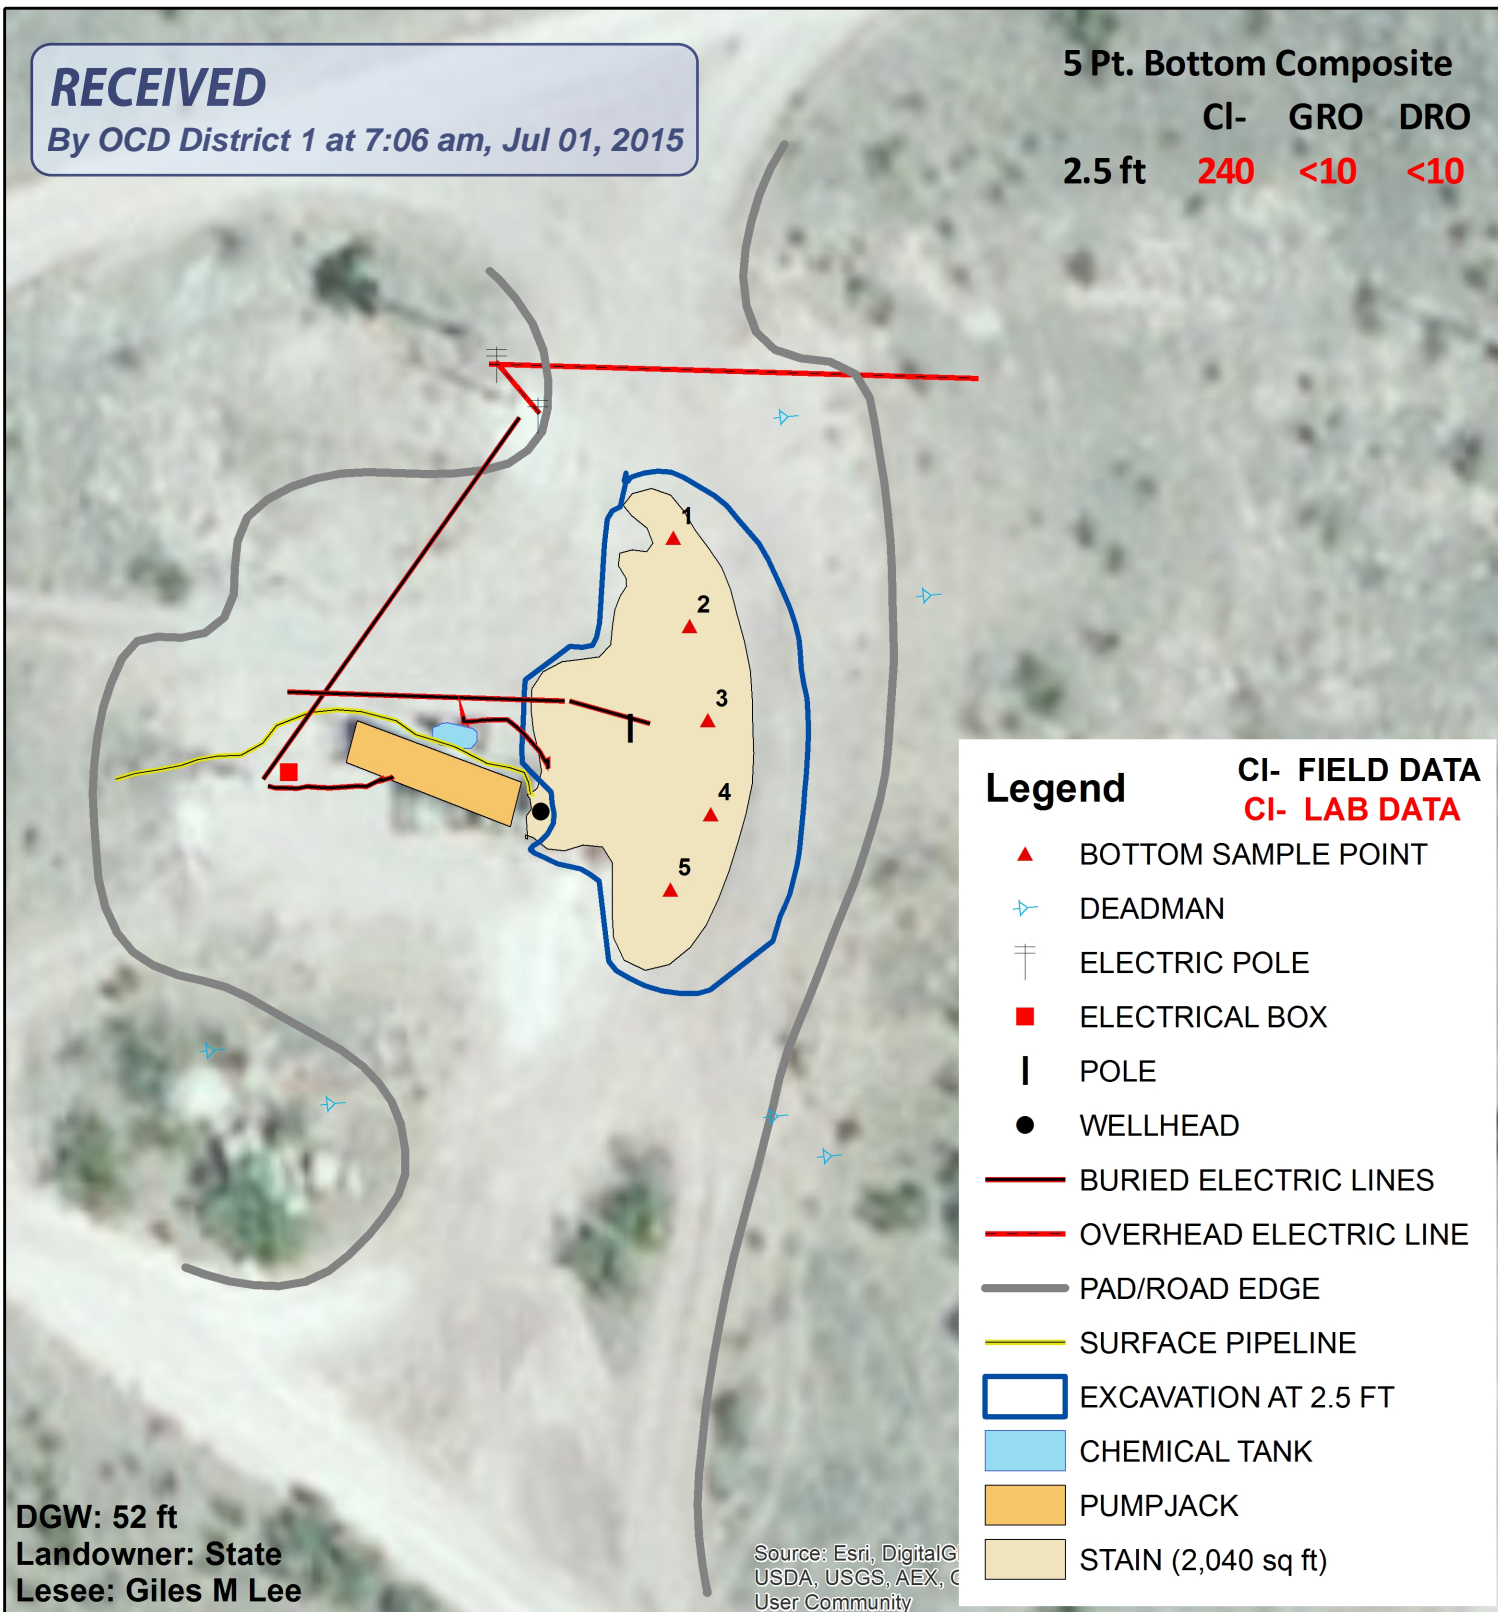 RECEIVED
By OCD District 1 at 7:06 am, Jul 01, 2015
5 Pt. Bottom Composite
Cl- GRO DRO
2.5 ft 240 <10 <10
1
2
3
4
5
Legend
Cl- FIELD DATA
Cl- LAB DATA
BOTTOM SAMPLE POINT
DEADMAN
ELECTRIC POLE
ELECTRICAL BOX
POLE
WELLHEAD
BURIED ELECTRIC LINES
OVERHEAD ELECTRIC LINE
PAD/ROAD EDGE
SURFACE PIPELINE
EXCAVATION AT 2.5 FT
CHEMICAL TANK
PUMPJACK
STAIN (2,040 sq ft)
DGW: 52 ft
Landowner: State
Lesee: Giles M Lee
Source: Esri,
USDA, USGS, AEX,
User Community